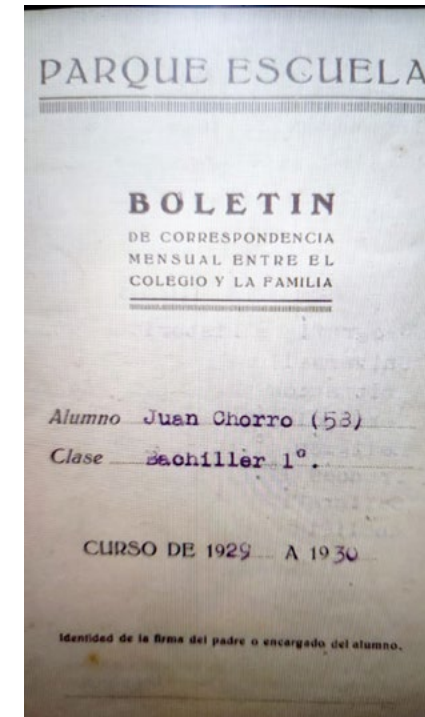 PARQUE ESCUELA
BOLETIN
DE CORRESPONDENCIA
MENSUAL ENTRE EL
COLEGIO Y LA FAMILIA
Alumno Juan Chorro (53)
Clase Bachiller 1º.
CURSO DE 1929 A 1930
Identidad de la firma del padre o encargado del alumno.